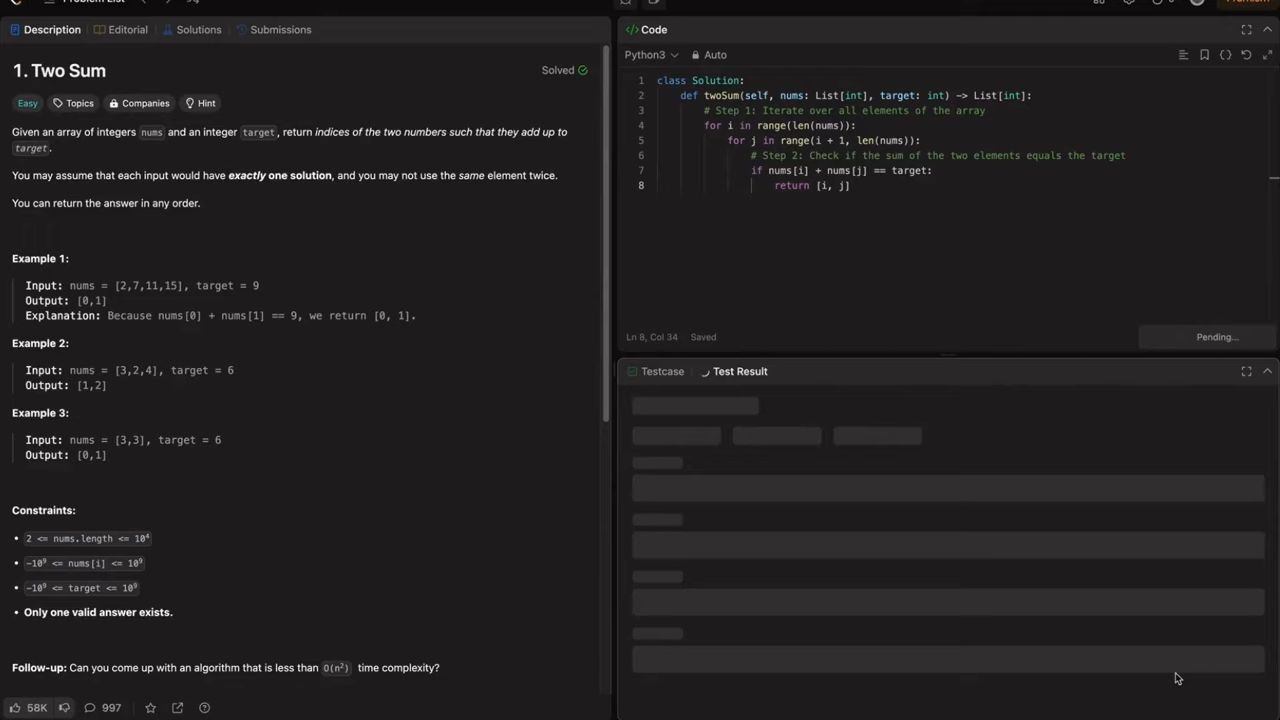 Description
Editorial
Solutions
Submissions
1. Two Sum
Solved
Easy
Topics
Companies
Hint
Given an array of integers nums and an integer target, return indices of the two numbers such that they add up to
target.
You may assume that each input would have exactly one solution, and you may not use the same element twice.
You can return the answer in any order.
Example 1:
Input: nums = [2,7,11,15], target = 9
Output: [0,1]
Explanation: Because nums[0] + nums[1] == 9, we return [0, 1].
Example 2:
Input: nums = [3,2,4], target = 6
Output: [1,2]
Example 3:
Input: nums = [3,3], target = 6
Output: [0,1]
Constraints:
• 2 <= nums.length <= 10⁴
• -10⁹ <= nums[i] <= 10⁹
• -10⁹ <= target <= 10⁹
• Only one valid answer exists.
Follow-up: Can you come up with an algorithm that is less than O(n²) time complexity?
58K
997
</> Code
Python3
Auto
1 class Solution:
2 def twoSum(self, nums: List[int], target: int) -> List[int]:
3 # Step 1: Iterate over all elements of the array
4 for i in range(len(nums)):
5 for j in range(i + 1, len(nums)):
6 # Step 2: Check if the sum of the two elements equals the target
7 if nums[i] + nums[j] == target:
8 return [i, j]
Ln 8, Col 34 Saved
Pending...
Testcase
Test Result